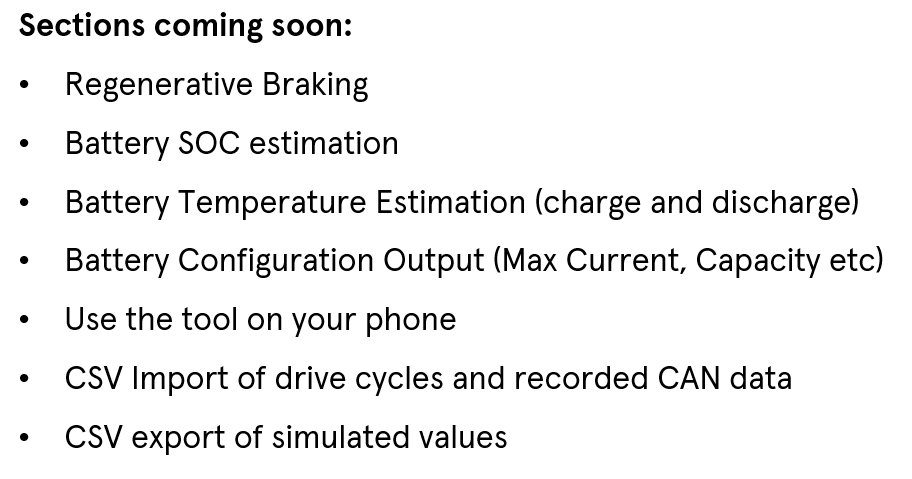 Sections coming soon:
• Regenerative Braking
• Battery SOC estimation
• Battery Temperature Estimation (charge and discharge)
• Battery Configuration Output (Max Current, Capacity etc)
• Use the tool on your phone
• CSV Import of drive cycles and recorded CAN data
• CSV export of simulated values